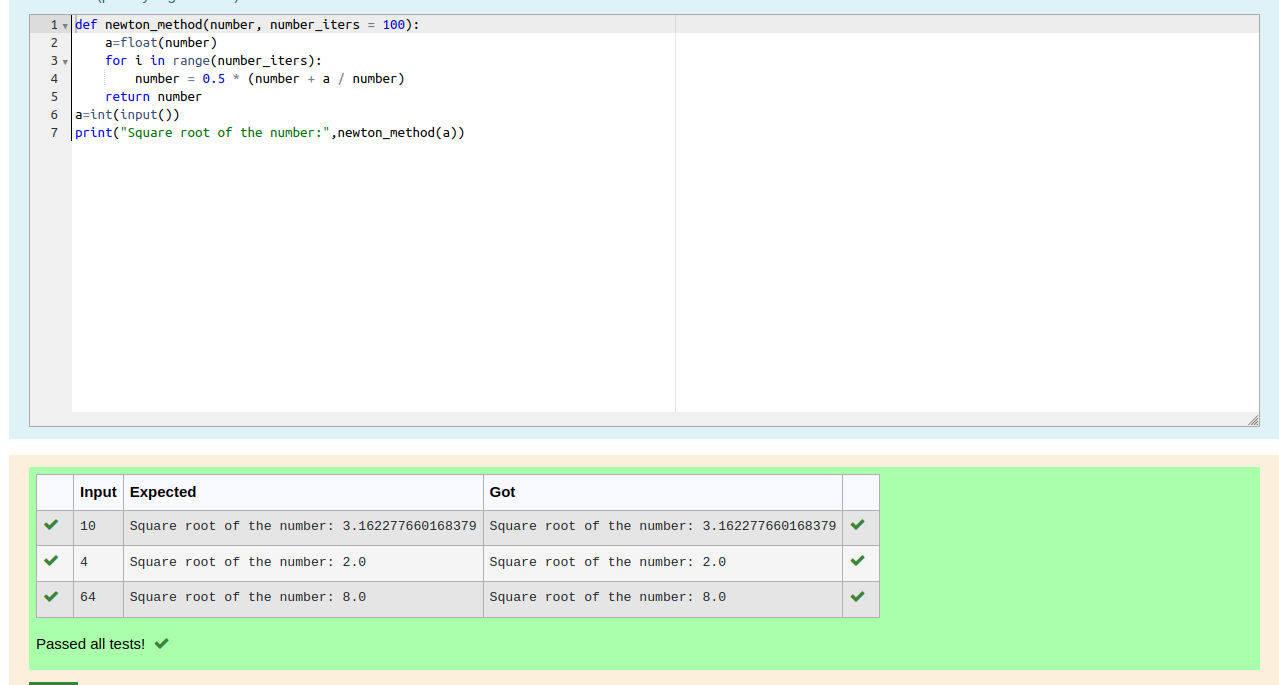 1 def newton_method(number, number_iters = 100):
2 a=float(number)
3 for i in range(number_iters):
4 number = 0.5 * (number + a / number)
5 return number
6 a=int(input())
7 print("Square root of the number:",newton_method(a))
Input Expected Got
10 Square root of the number: 3.162277660168379 Square root of the number: 3.162277660168379
4 Square root of the number: 2.0 Square root of the number: 2.0
64 Square root of the number: 8.0 Square root of the number: 8.0
Passed all tests!